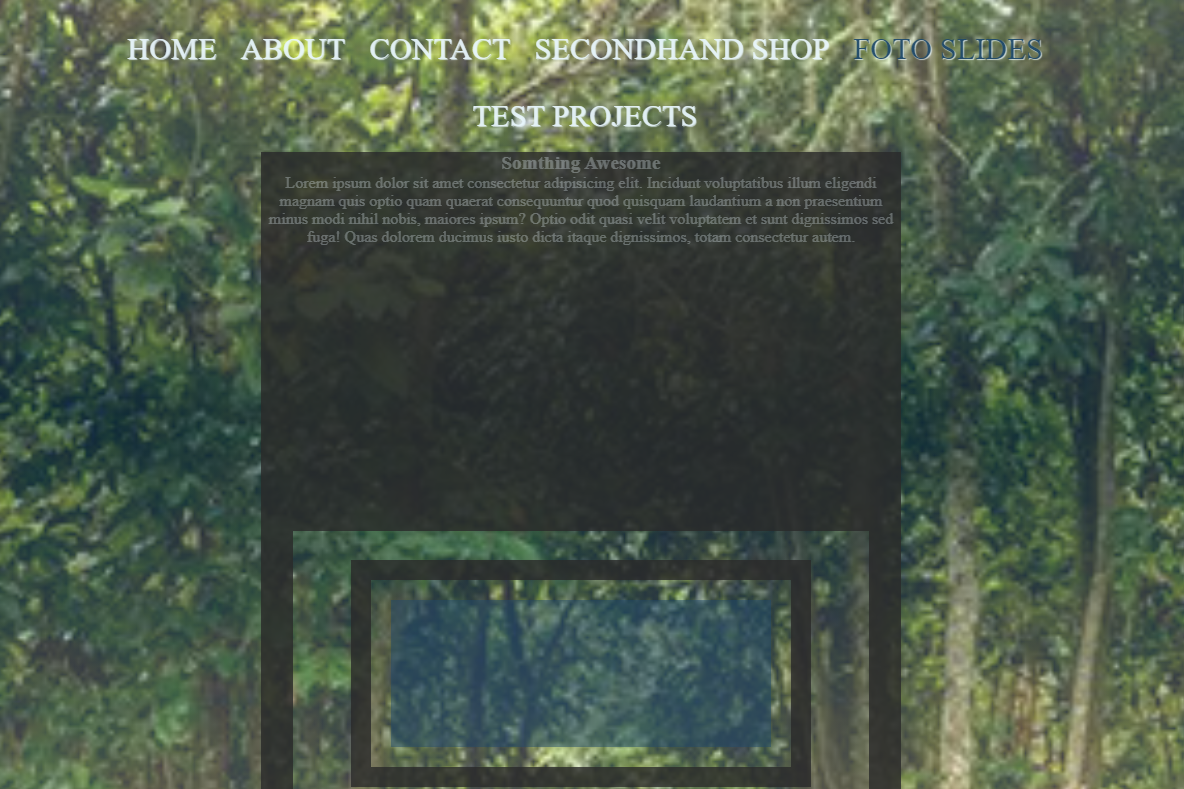 HOME ABOUT CONTACT SECONDHAND SHOP FOTO SLIDES
TEST PROJECTS
Somthing Awesome
Lorem ipsum dolor sit amet consectetur adipisicing elit. Incidunt voluptatibus illum eligendi
magnam quis optio quam quaerat consequuntur quod quisquam laudantium a non praesentium
minus modi nihil nobis, maiores ipsum? Optio odit quasi velit voluptatem et sunt dignissimos sed
fuga! Quas dolorem ducimus iusto dicta itaque dignissimos, totam consectetur autem.